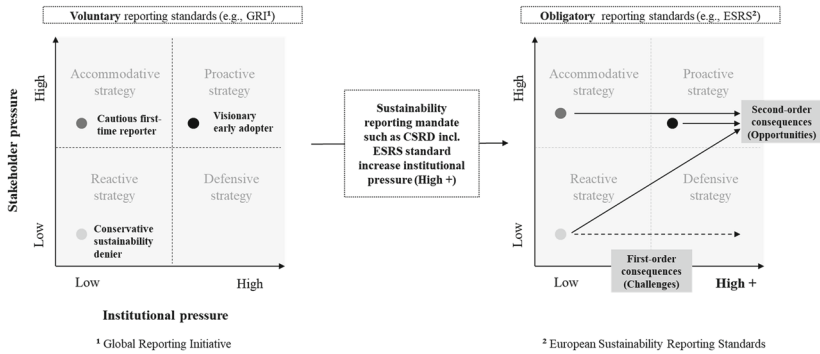 Voluntary reporting standards (e.g., GRI¹)
Stakeholder pressure
High
Low
Accommodative
strategy
Proactive
strategy
Cautious first-
time reporter
Visionary
early adopter
Reactive
strategy
Defensive
strategy
Conservative
sustainability
denier
Low
High
Institutional pressure
¹ Global Reporting Initiative
Sustainability
reporting mandate
such as CSRD incl.
ESRS standard
increase institutional
pressure (High +)
Obligatory reporting standards (e.g., ESRS²)
High
Low
Accommodative
strategy
Proactive
strategy
Second-order
consequences
(Opportunities)
Reactive
strategy
Defensive
strategy
First-order
consequences
(Challenges)
Low
High +
² European Sustainability Reporting Standards